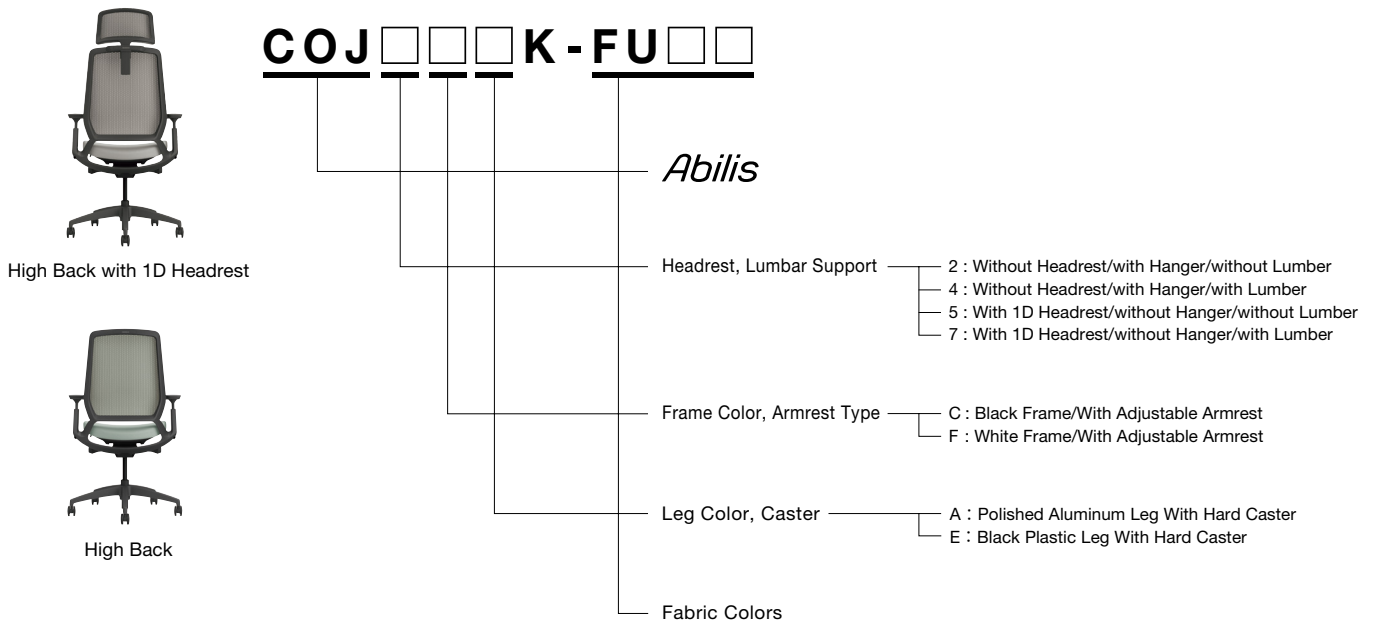 COJ□□□K-FU□□
Abilis
High Back with 1D Headrest
Headrest, Lumbar Support
2 : Without Headrest/with Hanger/without Lumber
4 : Without Headrest/with Hanger/with Lumber
5 : With 1D Headrest/without Hanger/without Lumber
7 : With 1D Headrest/without Hanger/with Lumber
High Back
Frame Color, Armrest Type
C : Black Frame/With Adjustable Armrest
F : White Frame/With Adjustable Armrest
Leg Color, Caster
A : Polished Aluminum Leg With Hard Caster
E : Black Plastic Leg With Hard Caster
Fabric Colors